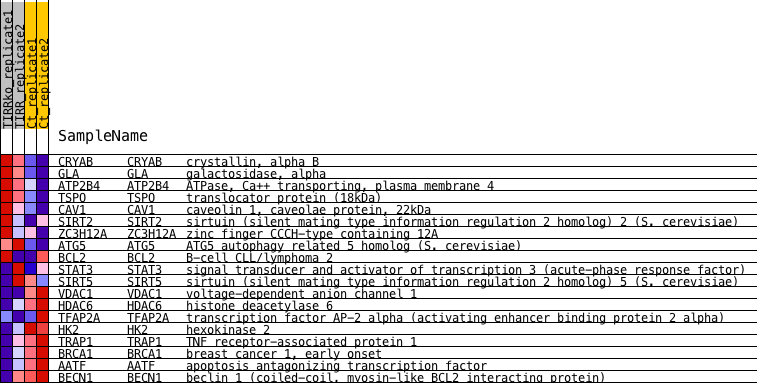 TIRRko_replicate1
TIRR_replicate2
Ct_replicate1
Ct_replicate2
SampleName
CRYAB CRYAB crystallin, alpha B
GLA GLA galactosidase, alpha
ATP2B4 ATP2B4 ATPase, Ca++ transporting, plasma membrane 4
TSPO TSPO translocator protein (18kDa)
CAV1 CAV1 caveolin 1, caveolae protein, 22kDa
SIRT2 SIRT2 sirtuin (silent mating type information regulation 2 homolog) 2 (S. cerevisiae)
ZC3H12A ZC3H12A zinc finger CCCH-type containing 12A
ATG5 ATG5 ATG5 autophagy related 5 homolog (S. cerevisiae)
BCL2 BCL2 B-cell CLL/lymphoma 2
STAT3 STAT3 signal transducer and activator of transcription 3 (acute-phase response factor)
SIRT5 SIRT5 sirtuin (silent mating type information regulation 2 homolog) 5 (S. cerevisiae)
VDAC1 VDAC1 voltage-dependent anion channel 1
HDAC6 HDAC6 histone deacetylase 6
TFAP2A TFAP2A transcription factor AP-2 alpha (activating enhancer binding protein 2 alpha)
HK2 HK2 hexokinase 2
TRAP1 TRAP1 TNF receptor-associated protein 1
BRCA1 BRCA1 breast cancer 1, early onset
AATF AATF apoptosis antagonizing transcription factor
BECN1 BECN1 beclin 1 (coiled-coil, myosin-like BCL2 interacting protein)